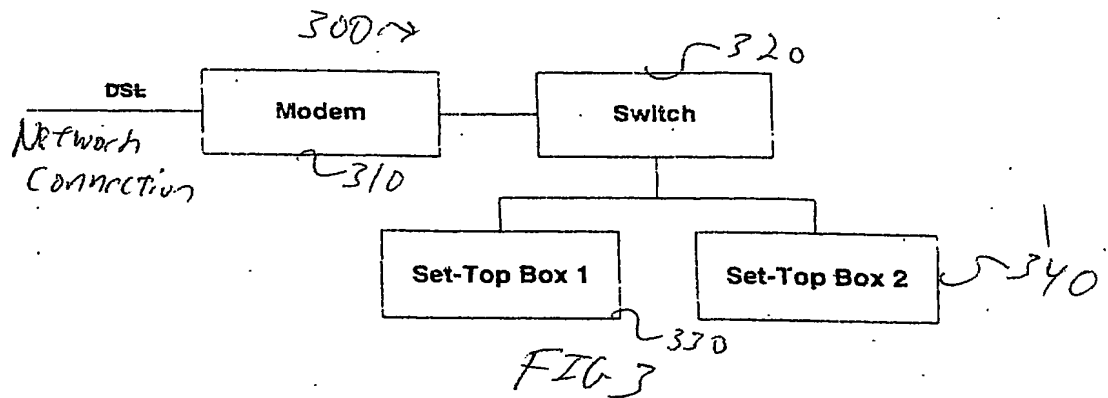 300
320
DSL
Modem
Switch
Network
Connection
310
Set-Top Box 1
Set-Top Box 2
340
330
FIG 3